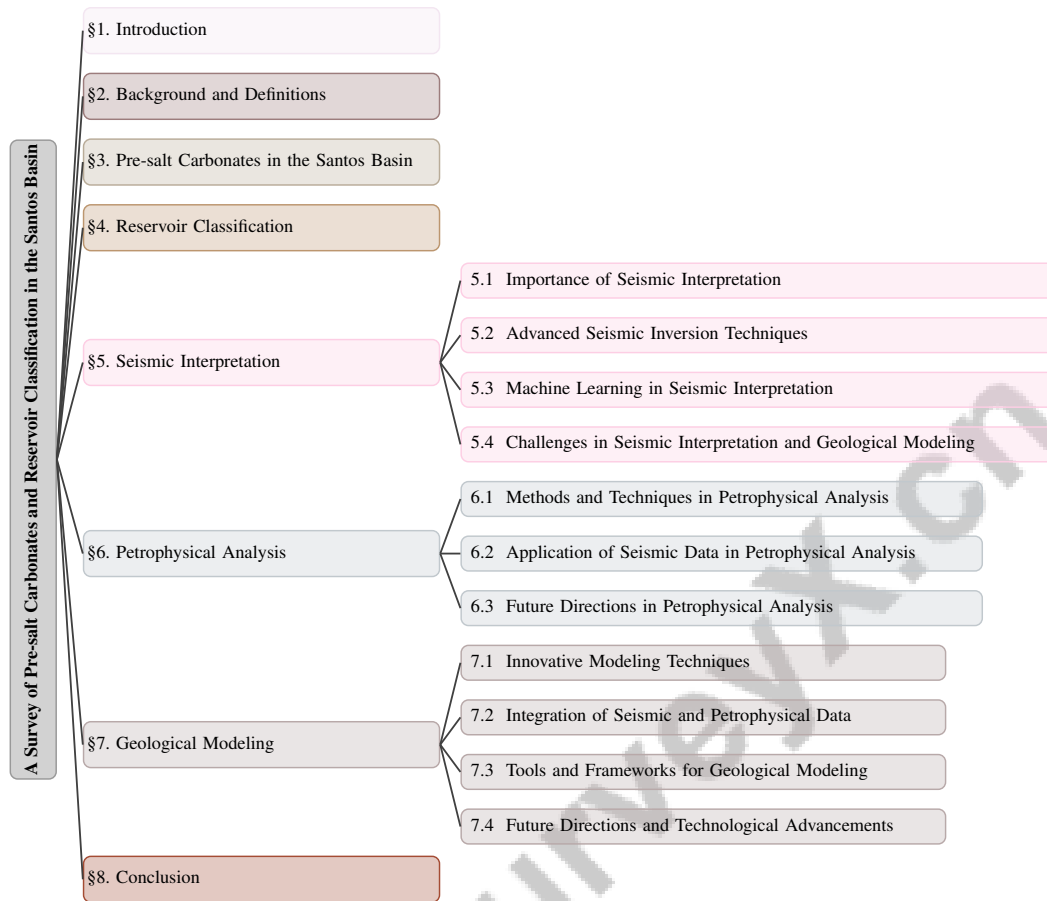 A Survey of Pre-salt Carbonates and Reservoir Classification in the Santos Basin
§1. Introduction
§2. Background and Definitions
§3. Pre-salt Carbonates in the Santos Basin
§4. Reservoir Classification
§5. Seismic Interpretation
5.1 Importance of Seismic Interpretation
5.2 Advanced Seismic Inversion Techniques
5.3 Machine Learning in Seismic Interpretation
5.4 Challenges in Seismic Interpretation and Geological Modeling
§6. Petrophysical Analysis
6.1 Methods and Techniques in Petrophysical Analysis
6.2 Application of Seismic Data in Petrophysical Analysis
6.3 Future Directions in Petrophysical Analysis
§7. Geological Modeling
7.1 Innovative Modeling Techniques
7.2 Integration of Seismic and Petrophysical Data
7.3 Tools and Frameworks for Geological Modeling
7.4 Future Directions and Technological Advancements
§8. Conclusion
urveyx.cn